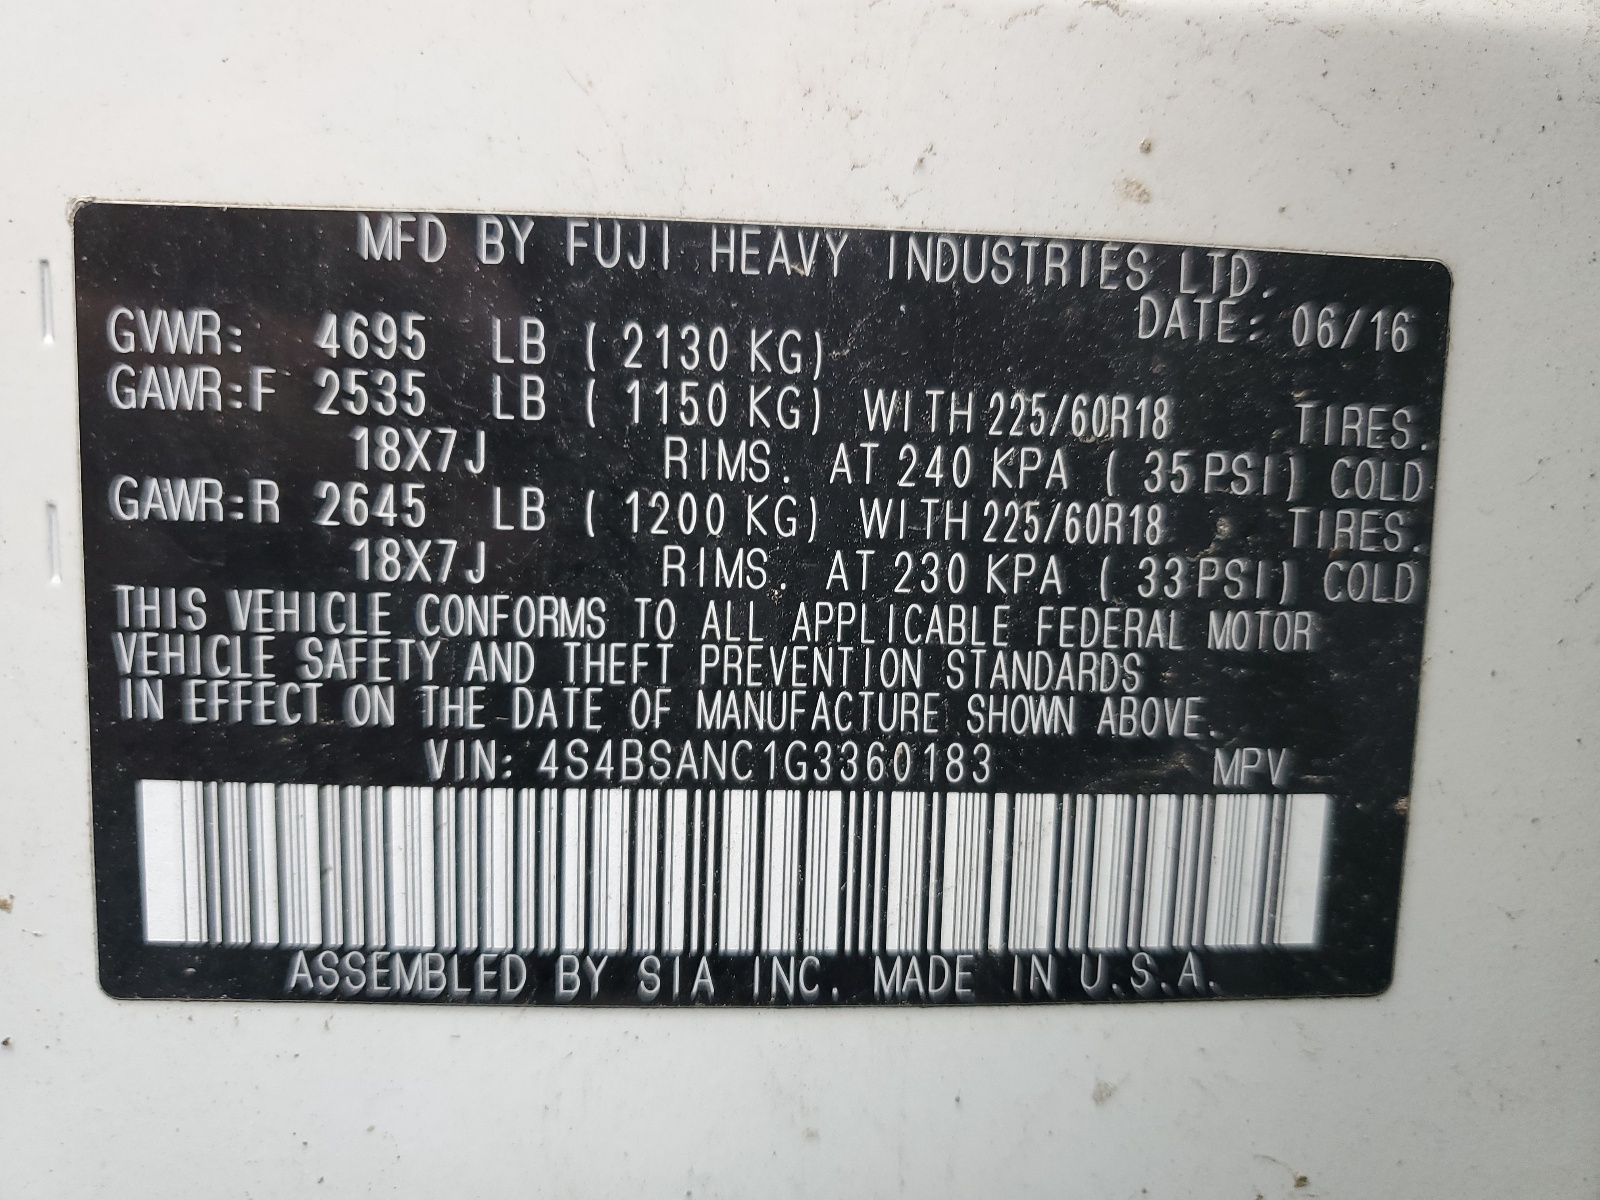 MFD BY FUJI HEAVY INDUSTRIES LTD.
DATE: 06/16
GVWR: 4695 LB ( 2130 KG)
GAWR:F 2535 LB ( 1150 KG) WITH 225/60R18 TIRES.
18X7J RIMS. AT 240 KPA ( 35PSI) COLD
GAWR:R 2645 LB ( 1200 KG) WITH 225/60R18 TIRES.
18X7J RIMS. AT 230 KPA ( 33PSI) COLD
THIS VEHICLE CONFORMS TO ALL APPLICABLE FEDERAL MOTOR
VEHICLE SAFETY AND THEFT PREVENTION STANDARDS
IN EFFECT ON THE DATE OF MANUFACTURE SHOWN ABOVE.
VIN: 4S4BSANC1G3360183 MPV
ASSEMBLED BY SIA INC. MADE IN U.S.A.